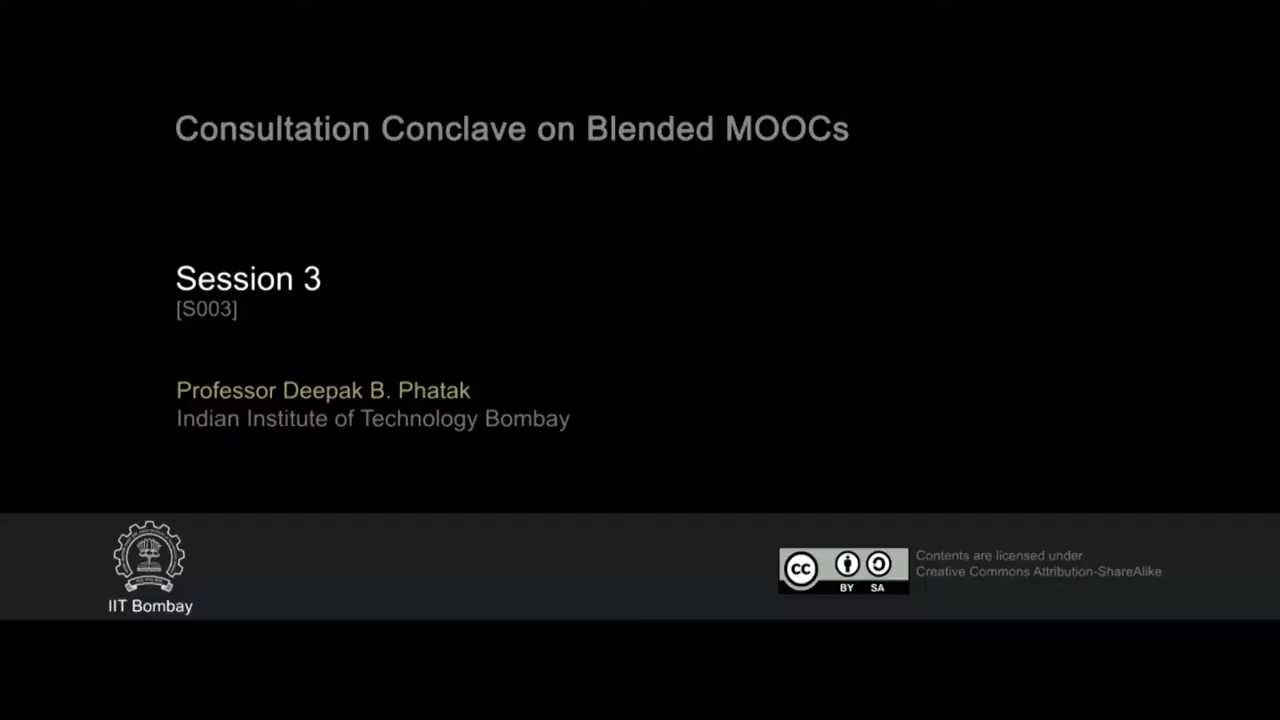 Consultation Conclave on Blended MOOCs
Session 3
[S003]
Professor Deepak B. Phatak
Indian Institute of Technology Bombay
IIT Bombay
cc
BY SA
Contents are licensed under
Creative Commons Attribution-ShareAlike